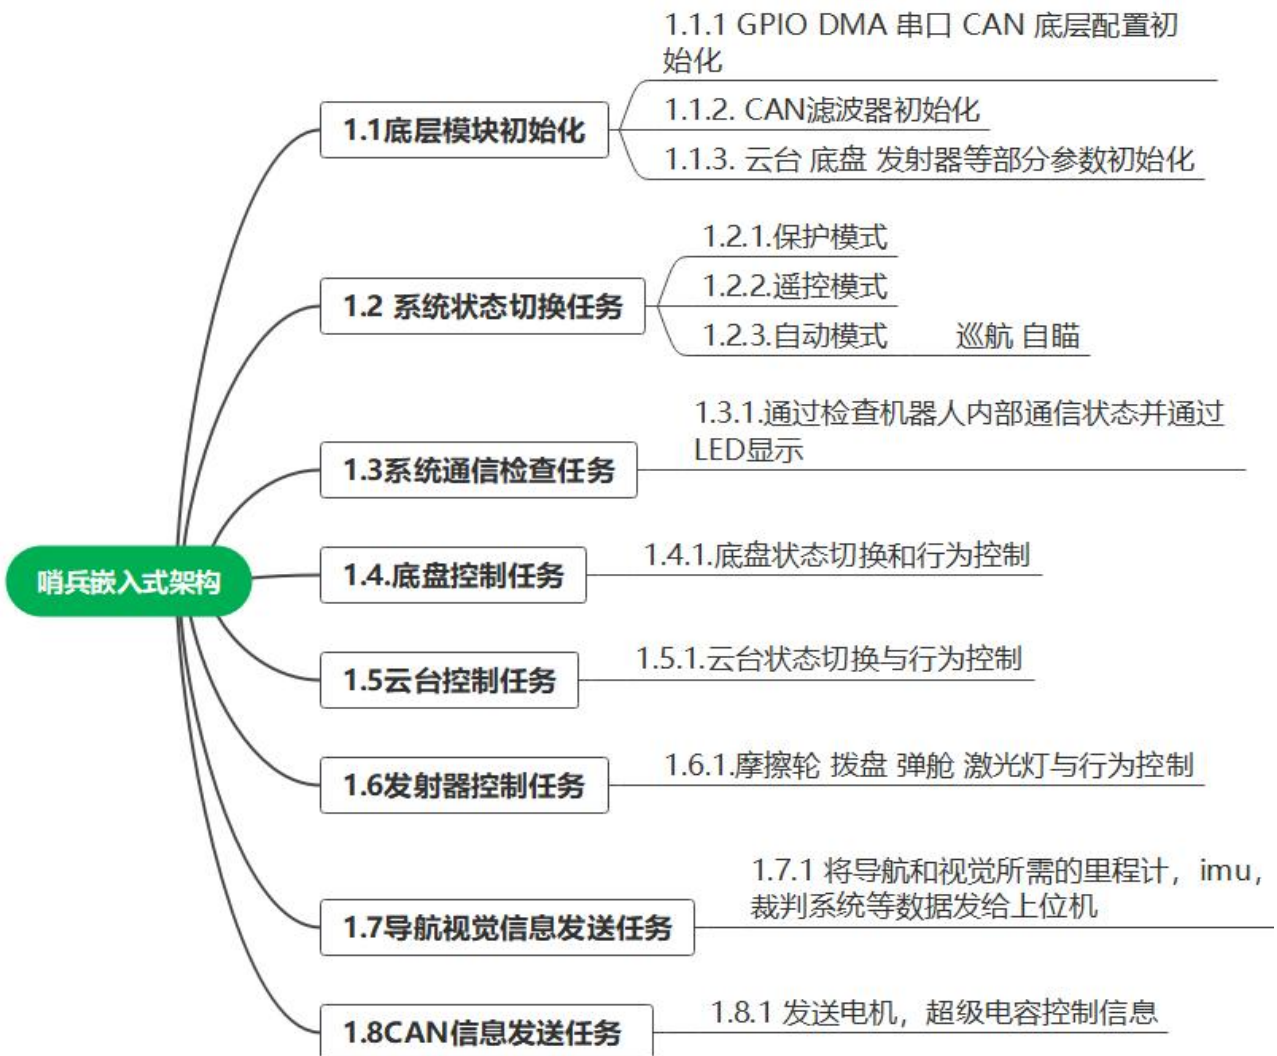 哨兵嵌入式架构
1.1底层模块初始化
1.1.1 GPIO DMA 串口 CAN 底层配置初
始化
1.1.2. CAN滤波器初始化
1.1.3. 云台 底盘 发射器等部分参数初始化
1.2 系统状态切换任务
1.2.1.保护模式
1.2.2.遥控模式
1.2.3.自动模式
巡航 自瞄
1.3系统通信检查任务
1.3.1.通过检查机器人内部通信状态并通过
LED显示
1.4.底盘控制任务
1.4.1.底盘状态切换和行为控制
1.5云台控制任务
1.5.1.云台状态切换与行为控制
1.6发射器控制任务
1.6.1.摩擦轮 拨盘 弹舱 激光灯与行为控制
1.7导航视觉信息发送任务
1.7.1 将导航和视觉所需的里程计，imu，
裁判系统等数据发给上位机
1.8CAN信息发送任务
1.8.1 发送电机，超级电容控制信息